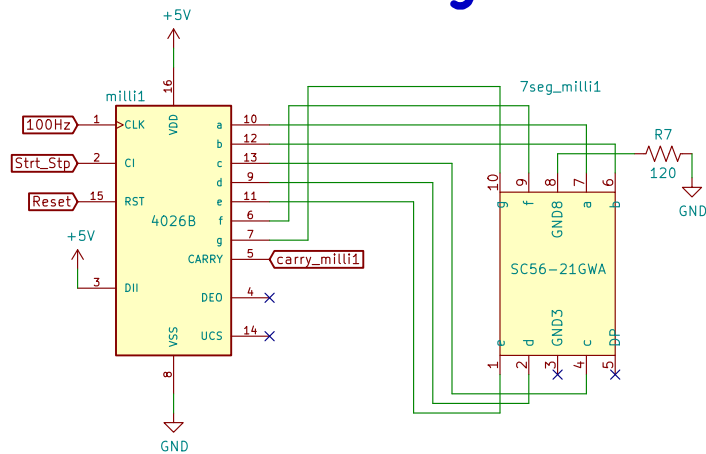 g
+5V
milli1
7seg_milli1
16
VDD
100Hz
1
CLK
a
10
Strt_Stp
2
CI
b
12
c
13
Reset
15
RST
d
9
e
11
4026B
f
6
g
7
+5V
CARRY
5
carry_milli1
3
DII
DEO
4
UCS
14
VSS
8
GND
10
9
8
7
6
g
f
GND8
a
b
R7
120
GND
SC56-21GWA
e
d
GND3
c
DP
1
2
3
4
5